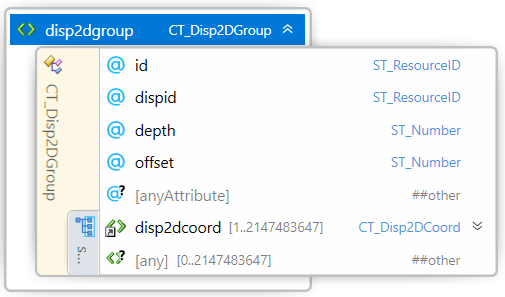 disp2dgroup CT_Disp2DGroup
CT_Disp2DGroup
id ST_ResourceID
dispid ST_ResourceID
depth ST_Number
offset ST_Number
[anyAttribute] ##other
S...
disp2dcoord [1..2147483647] CT_Disp2DCoord
[any] [0..2147483647] ##other